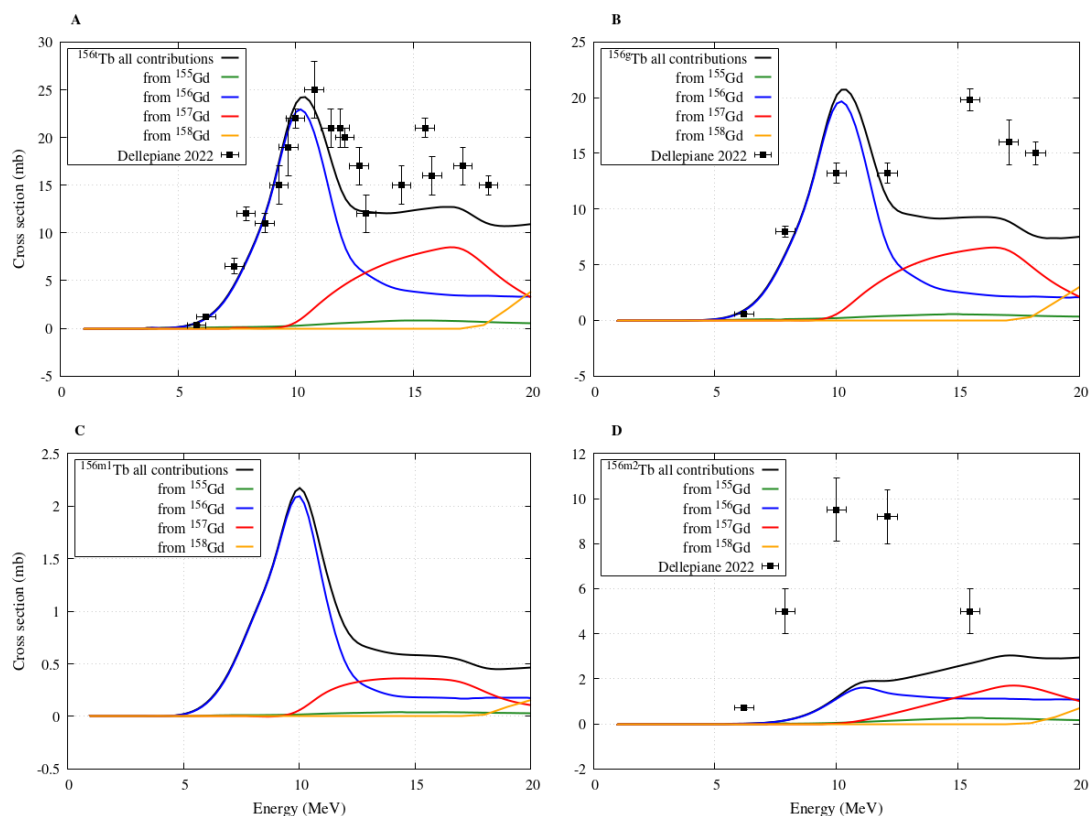 A
30
25
20
15
10
5
0
-5
Cross section (mb)
156tTb all contributions
from 155Gd
from 156Gd
from 157Gd
from 158Gd
Dellepiane 2022
0 5 10 15 20
B
25
20
15
10
5
0
-5
156gTb all contributions
from 155Gd
from 156Gd
from 157Gd
from 158Gd
Dellepiane 2022
0 5 10 15 20
C
2.5
2
1.5
1
0.5
0
-0.5
Cross section (mb)
156m1Tb all contributions
from 155Gd
from 156Gd
from 157Gd
from 158Gd
0 5 10 15 20
Energy (MeV)
D
12
10
8
6
4
2
0
-2
156m2Tb all contributions
from 155Gd
from 156Gd
from 157Gd
from 158Gd
Dellepiane 2022
0 5 10 15 20
Energy (MeV)